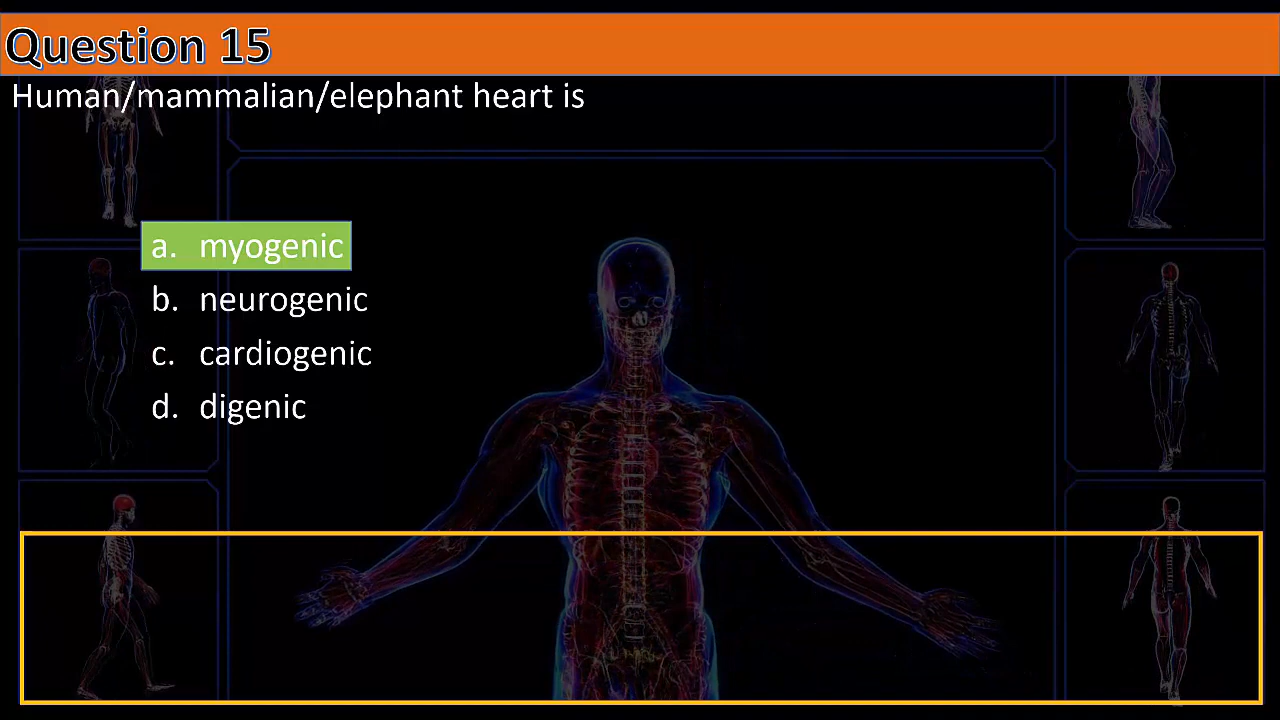 Question 15
Human/mammalian/elephant heart is
a. myogenic
b. neurogenic
c. cardiogenic
d. digenic